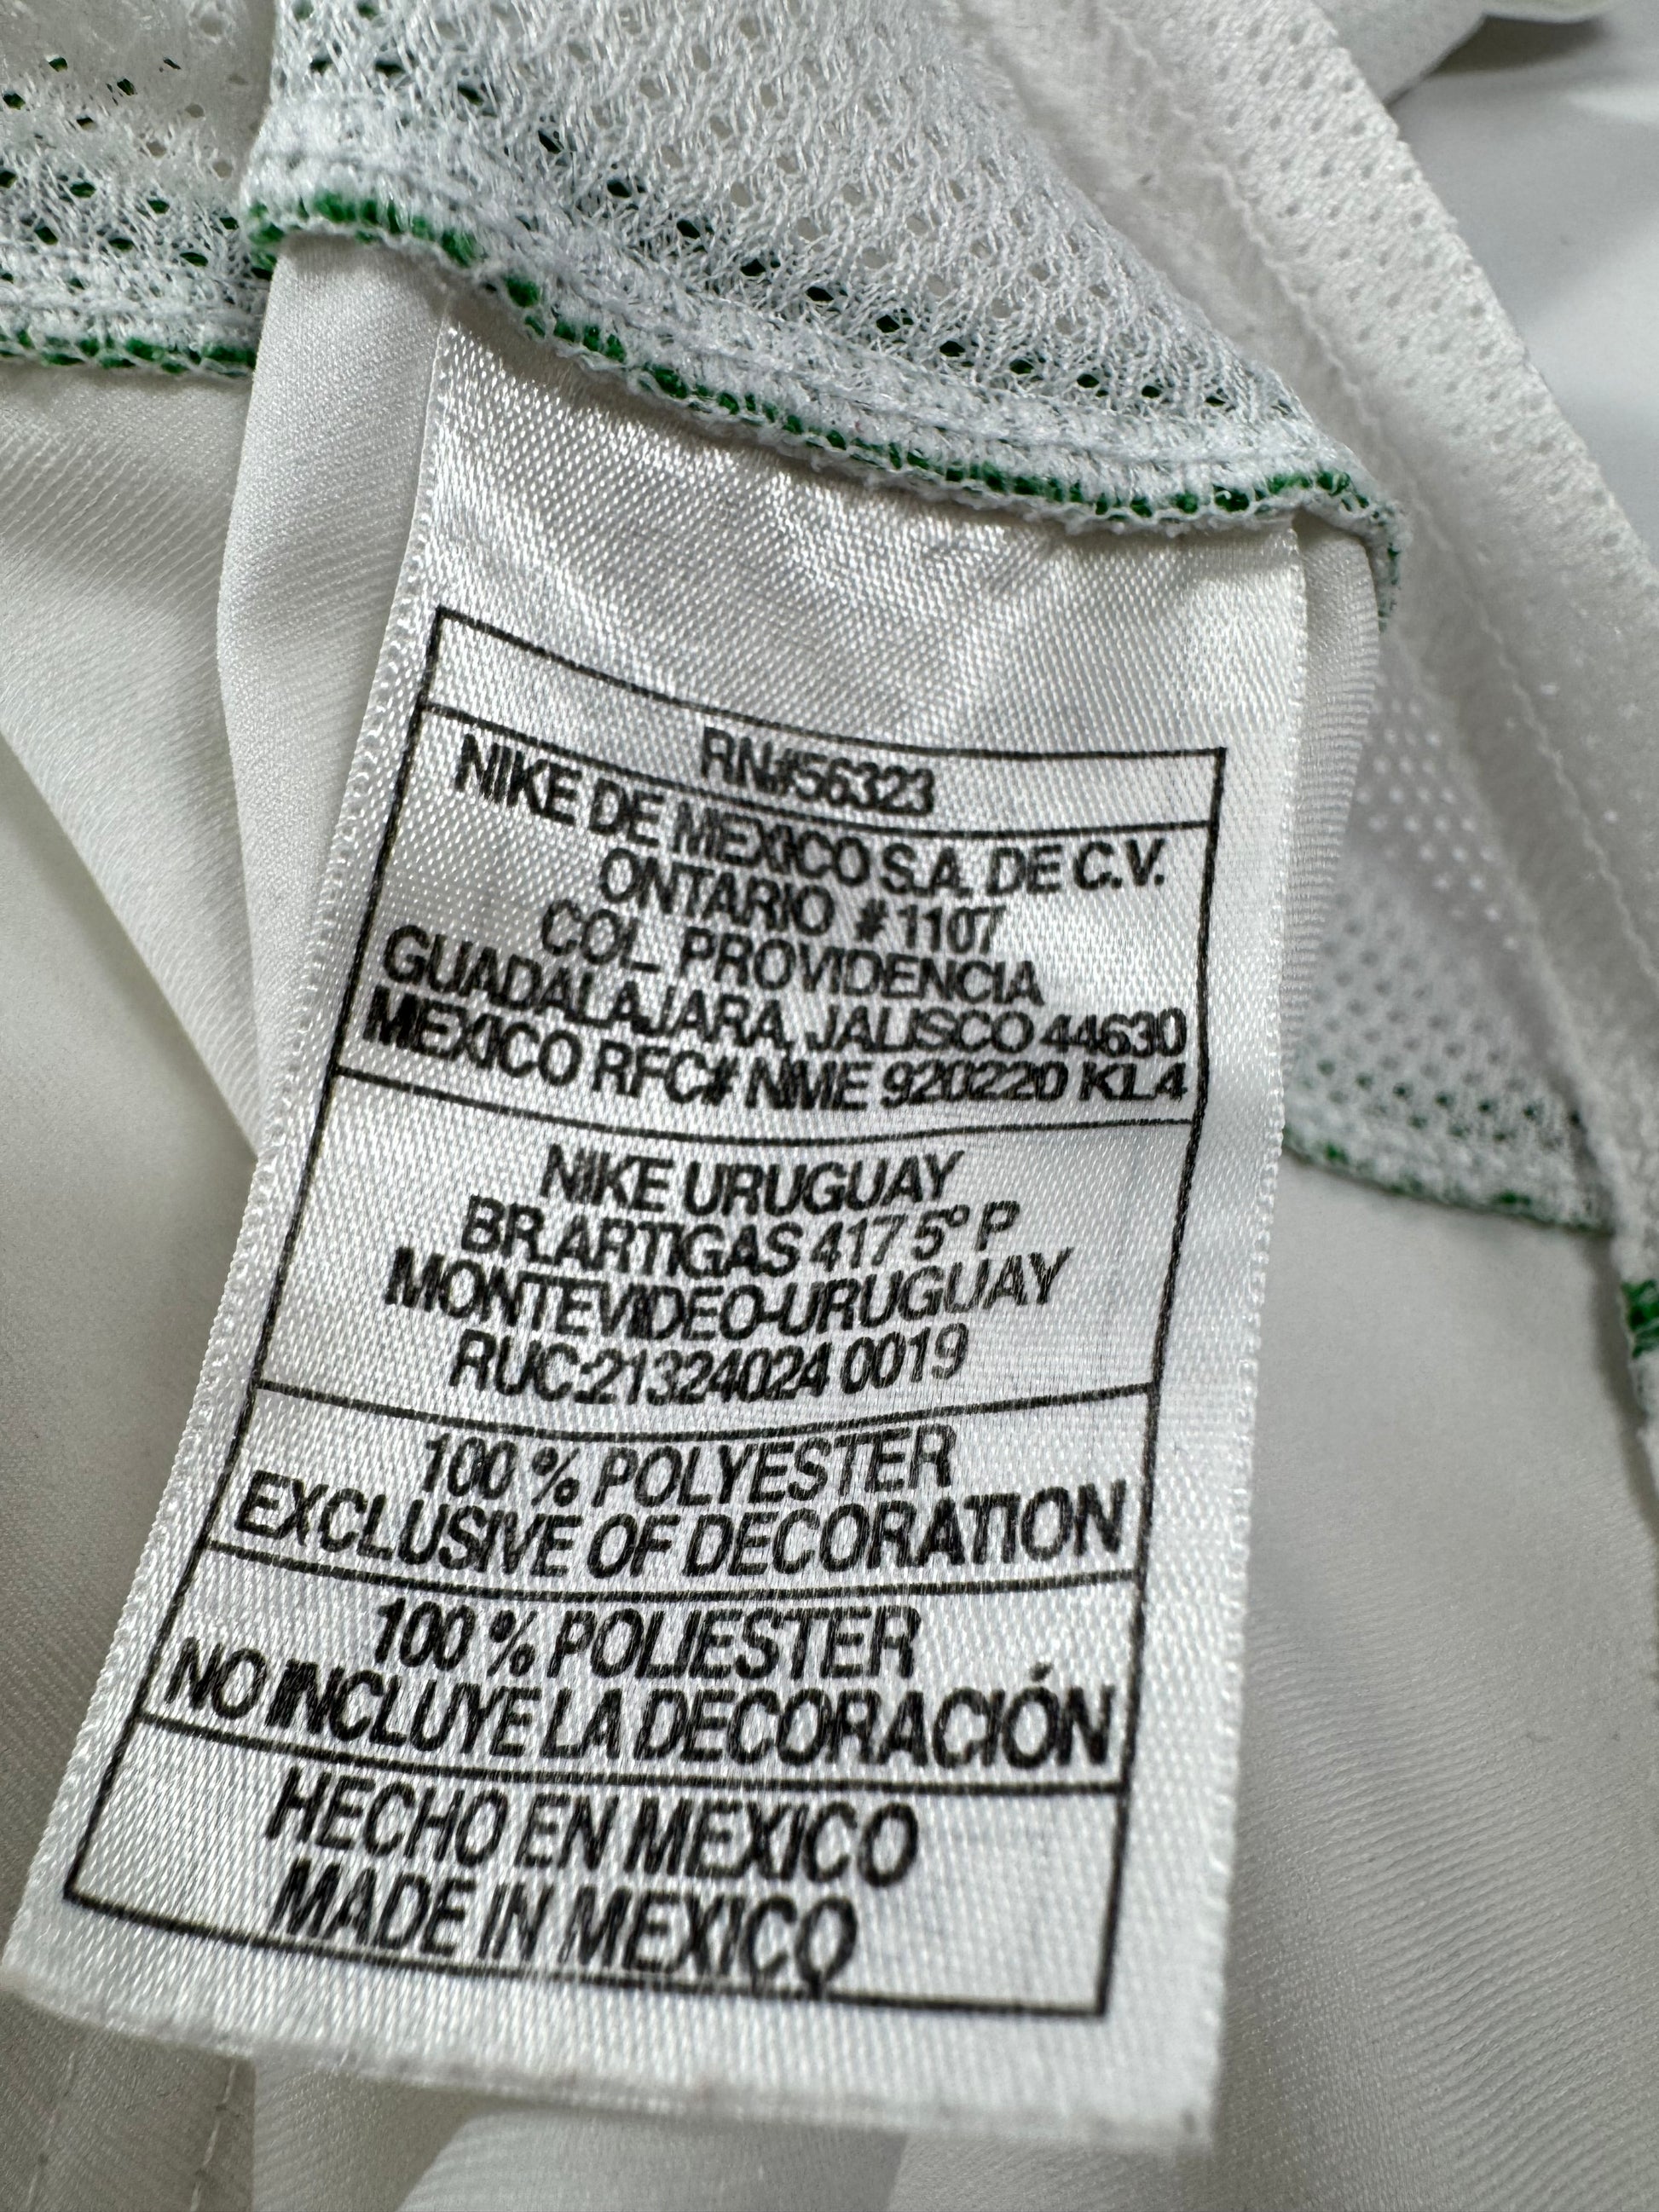 RN#56323
NIKE DE MEXICO S.A. DE C.V.
ONTARIO #1107
COL. PROVIDENCIA
GUADALAJARA, JALISCO 44630
MEXICO RFC# NME 920220 KL4
NIKE URUGUAY
BR.ARTIGAS 417 5º P
MONTEVIDEO-URUGUAY
RUC:21324024 0019
100 % POLYESTER
EXCLUSIVE OF DECORATION
100 % POLIESTER
NO INCLUYE LA DECORACIÓN
HECHO EN MEXICO
MADE IN MEXICO